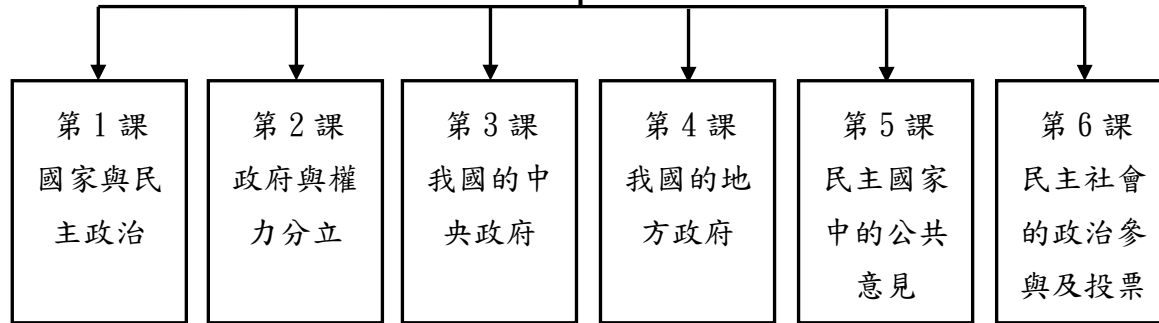 第 1 課
國家與民
主政治
第 2 課
政府與權
力分立
第 3 課
我國的中
央政府
第 4 課
我國的地
方政府
第 5 課
民主國家
中的公共
意見
第 6 課
民主社會
的政治參
與及投票